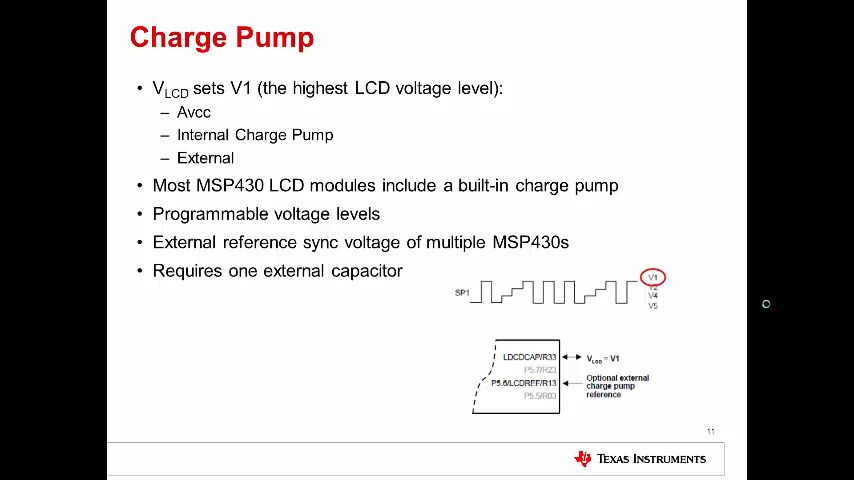 Charge Pump
• VLCD sets V1 (the highest LCD voltage level):
– Avcc
– Internal Charge Pump
– External
• Most MSP430 LCD modules include a built-in charge pump
• Programmable voltage levels
• External reference sync voltage of multiple MSP430s
• Requires one external capacitor
SP1
V1
V2
V4
V5
LDCDCAP/R33
VLCD = V1
P5.7/R23
P5.6/LCDREF/R13
Optional external
charge pump
reference
P5.5/R03
11
TEXAS INSTRUMENTS